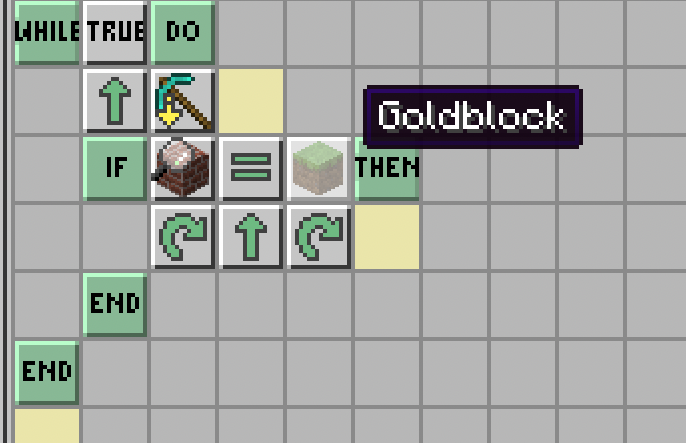 WHILE TRUE DO
Goldblock
IF = THEN
END
END